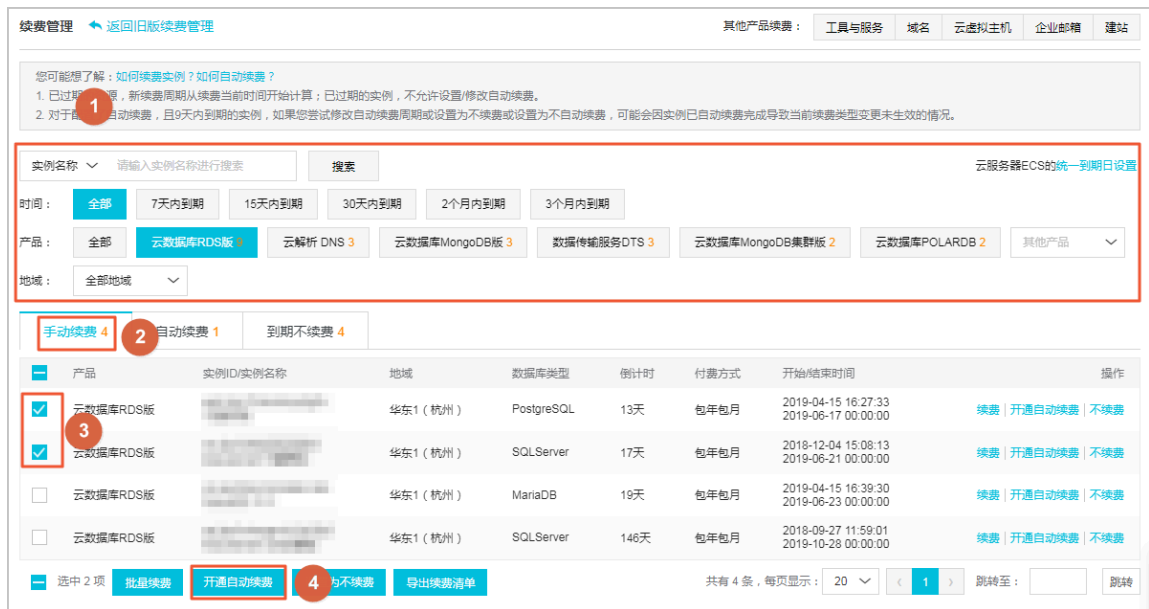 续费管理 返回旧版续费管理 其他产品续费： 工具与服务 域名 云虚拟主机 企业邮箱 建站
您可能想了解：如何续费实例？如何自动续费？
1. 已过期 源，新续费周期从续费当前时间开始计算；已过期的实例，不允许设置/修改自动续费。
1
2. 对于 自动续费，且9天内到期的实例，如果您尝试修改自动续费周期或设置为不续费或设置为不自动续费，可能会因实例已自动续费完成导致当前续费类型变更未生效的情况。
实例名称 请输入实例名称进行搜索 搜索 云服务器ECS的统一到期日设置
时间： 全部 7天内到期 15天内到期 30天内到期 2个月内到期 3个月内到期
产品： 全部 云数据库RDS版 9 云解析 DNS 3 云数据库MongoDB版 3 数据传输服务DTS 3 云数据库MongoDB集群版 2 云数据库POLARDB 2 其他产品
地域： 全部地域
手动续费 4 2 自动续费 1 到期不续费 4
产品 实例ID/实例名称 地域 数据库类型 倒计时 付费方式 开始/结束时间 操作
云数据库RDS版 华东1（杭州） PostgreSQL 13天 包年包月 2019-04-15 16:27:33 续费 开通自动续费 不续费
2019-06-17 00:00:00
3
云数据库RDS版 华东1（杭州） SQLServer 17天 包年包月 2018-12-04 15:08:13 续费 开通自动续费 不续费
2019-06-21 00:00:00
云数据库RDS版 华东1（杭州） MariaDB 19天 包年包月 2019-04-15 16:39:30 续费 开通自动续费 不续费
2019-06-23 00:00:00
云数据库RDS版 华东1（杭州） SQLServer 146天 包年包月 2018-09-27 11:59:01 续费 开通自动续费 不续费
2019-10-28 00:00:00
选中 2 项 批量续费 开通自动续费 4 为不续费 导出续费清单 共有 4 条，每页显示： 20 1 跳转至： 跳转